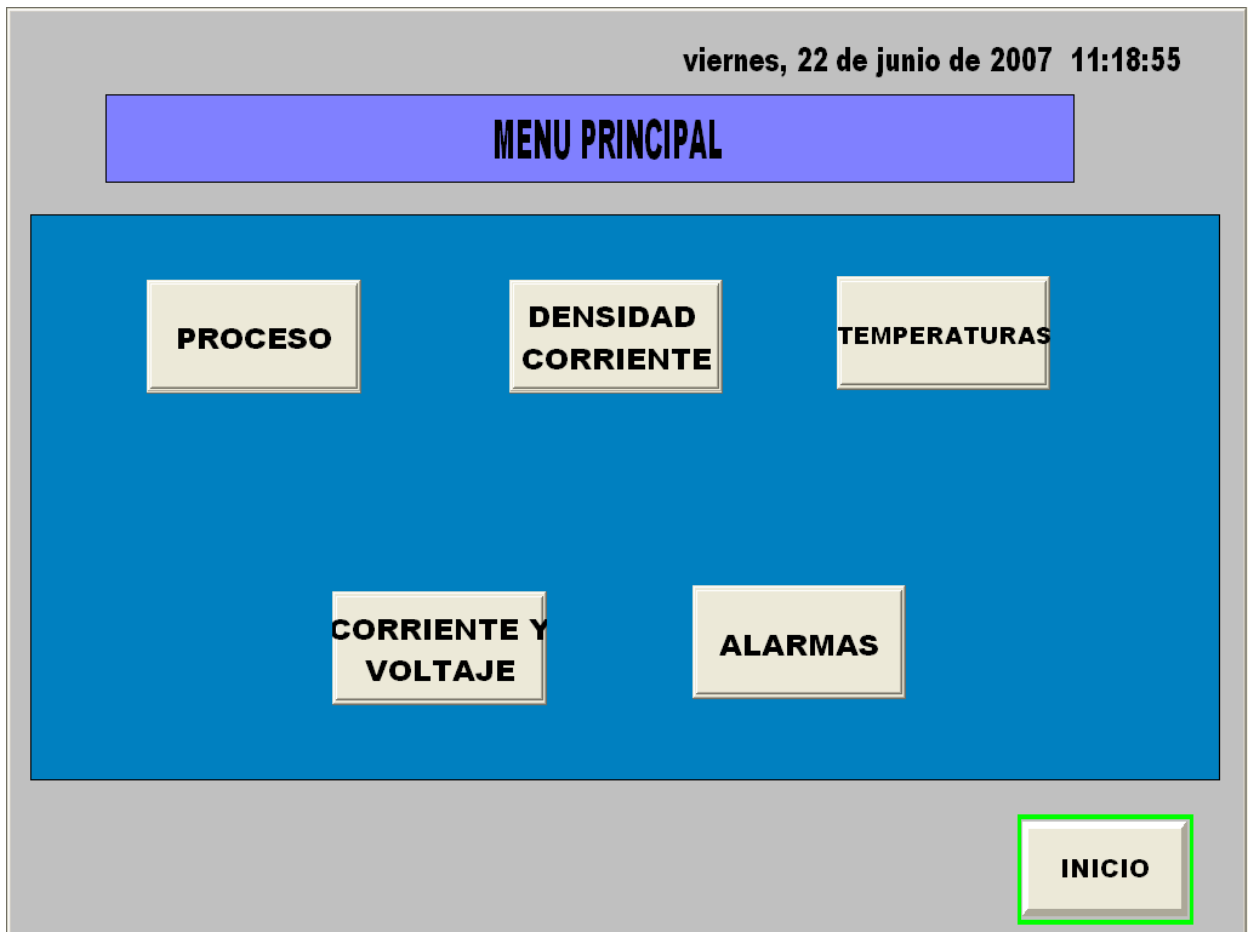 viernes, 22 de junio de 2007 11:18:55
MENU PRINCIPAL
PROCESO
DENSIDAD
CORRIENTE
TEMPERATURAS
CORRIENTE Y
VOLTAJE
ALARMAS
INICIO